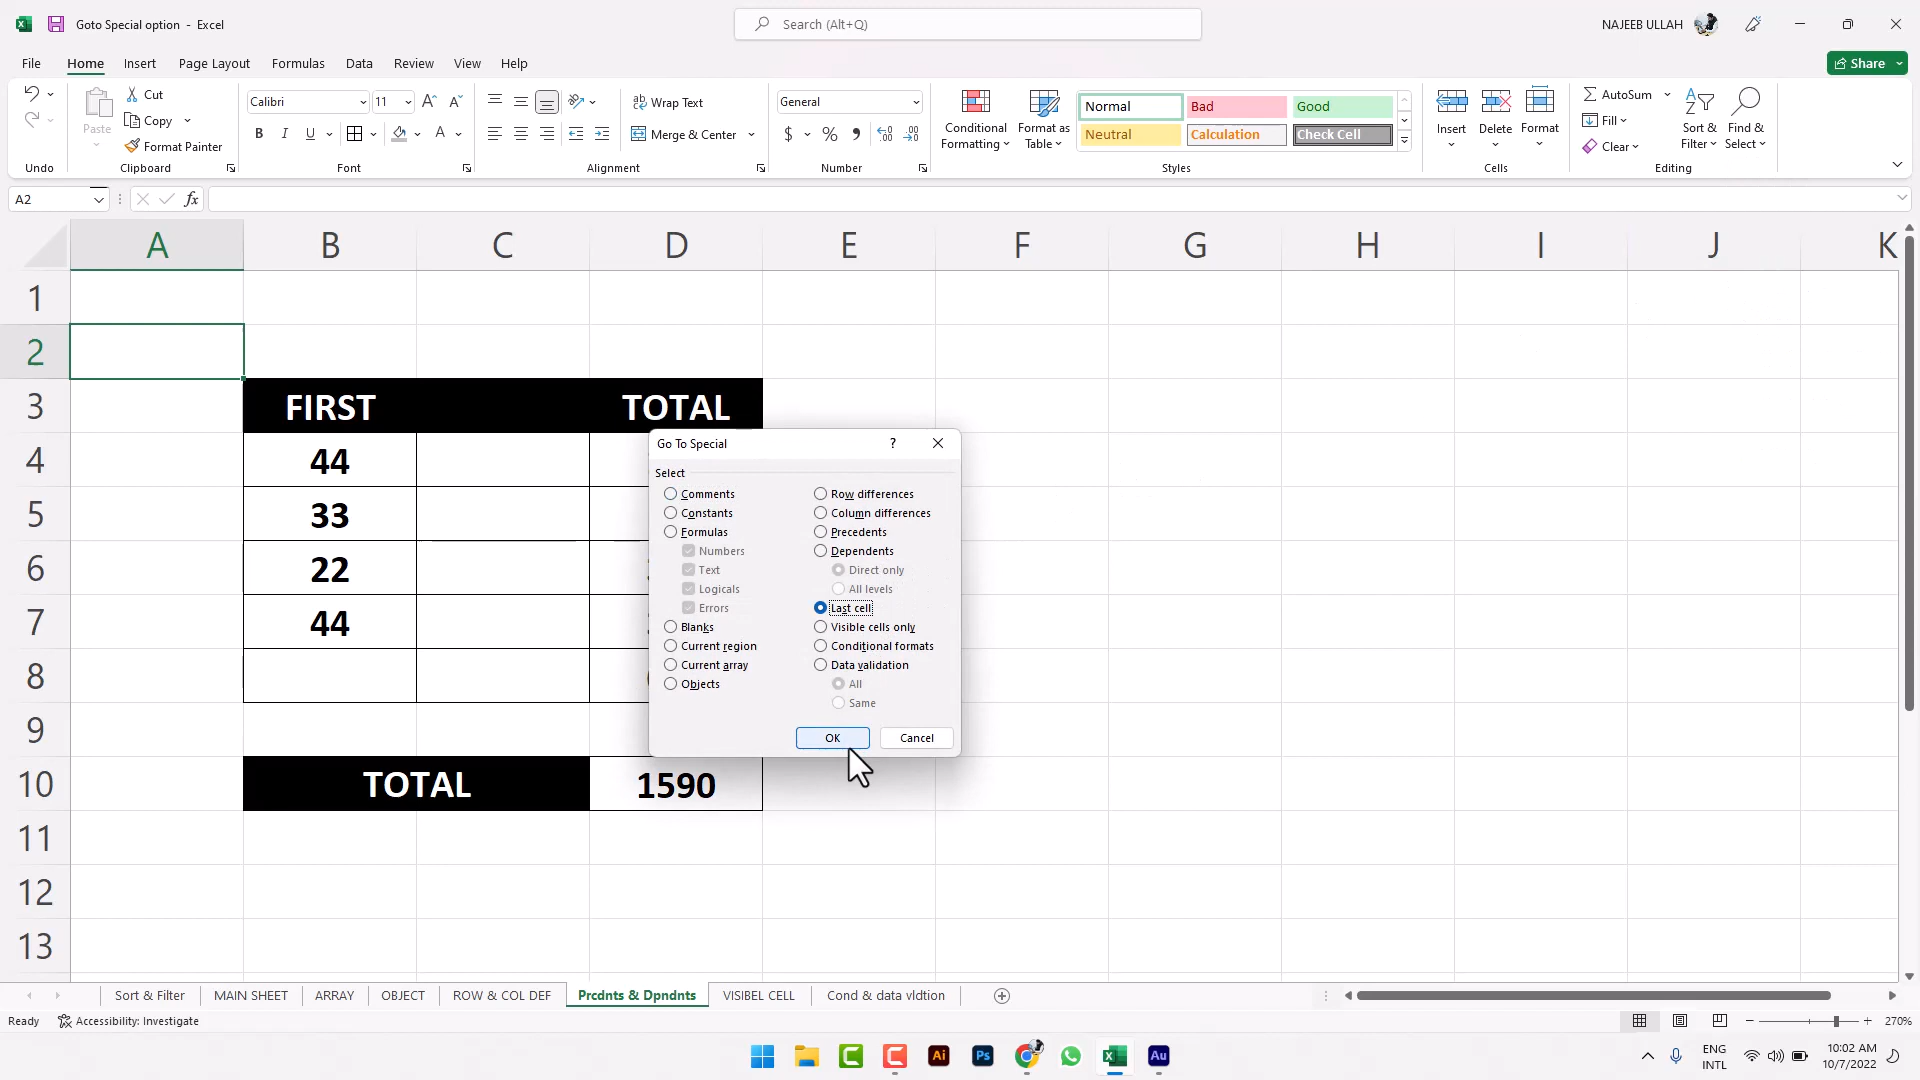 Goto Special option - Excel
Search (Alt+Q)
NAJEEB ULLAH
File Home Insert Page Layout Formulas Data Review View Help
Share
Undo
Paste
Cut
Copy
Format Painter
Clipboard
Calibri 11
B I U
Font
Wrap Text
Merge & Center
Alignment
General
$ % 9
Number
Conditional Formatting
Format as Table
Normal Bad Good
Neutral Calculation Check Cell
Styles
Insert Delete Format
Cells
AutoSum
Fill
Clear
Sort & Filter
Find & Select
Editing
A2
fx
A B C D E F G H I J K
1
2
3 FIRST TOTAL
4 44
5 33
6 22
7 44
8
9
10 TOTAL 1590
11
12
13
Go To Special ?
Select
Comments
Constants
Formulas
Numbers
Text
Logicals
Errors
Blanks
Current region
Current array
Objects
Row differences
Column differences
Precedents
Dependents
Direct only
All levels
Last cell
Visible cells only
Conditional formats
Data validation
All
Same
OK Cancel
Sort & Filter MAIN SHEET ARRAY OBJECT ROW & COL DEF Prcdnts & Dpndnts VISIBEL CELL Cond & data vldtion
Ready Accessibility: Investigate
270%
Ai Ps Au
ENG
INTL
10:02 AM
10/7/2022